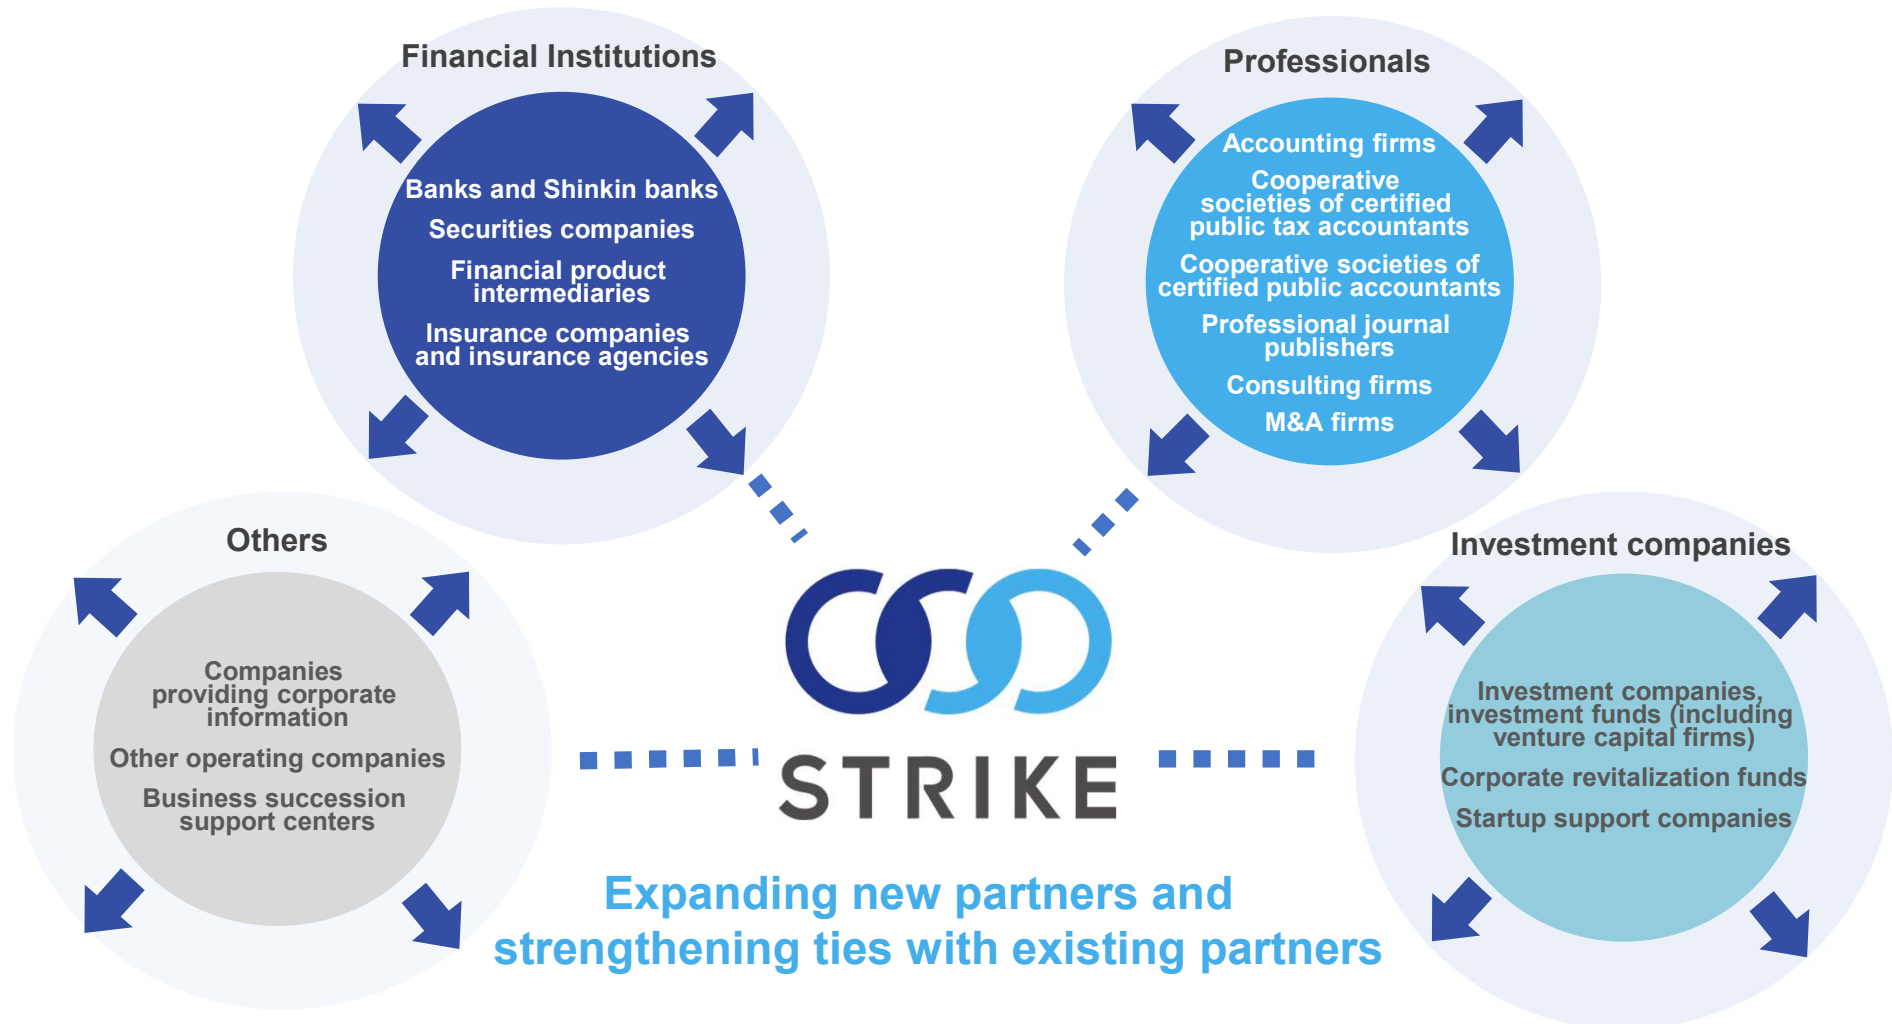 Financial Institutions
Banks and Shinkin banks
Securities companies
Financial product
intermediaries
Insurance companies
and insurance agencies
Professionals
Accounting firms
Cooperative
societies of certified
public tax accountants
Cooperative societies of
certified public accountants
Professional journal
publishers
Consulting firms
M&A firms
Others
Companies
providing corporate
information
Other operating companies
Business succession
support centers
STRIKE
Investment companies
Investment companies,
investment funds (including
venture capital firms)
Corporate revitalization funds
Startup support companies
Expanding new partners and
strengthening ties with existing partners